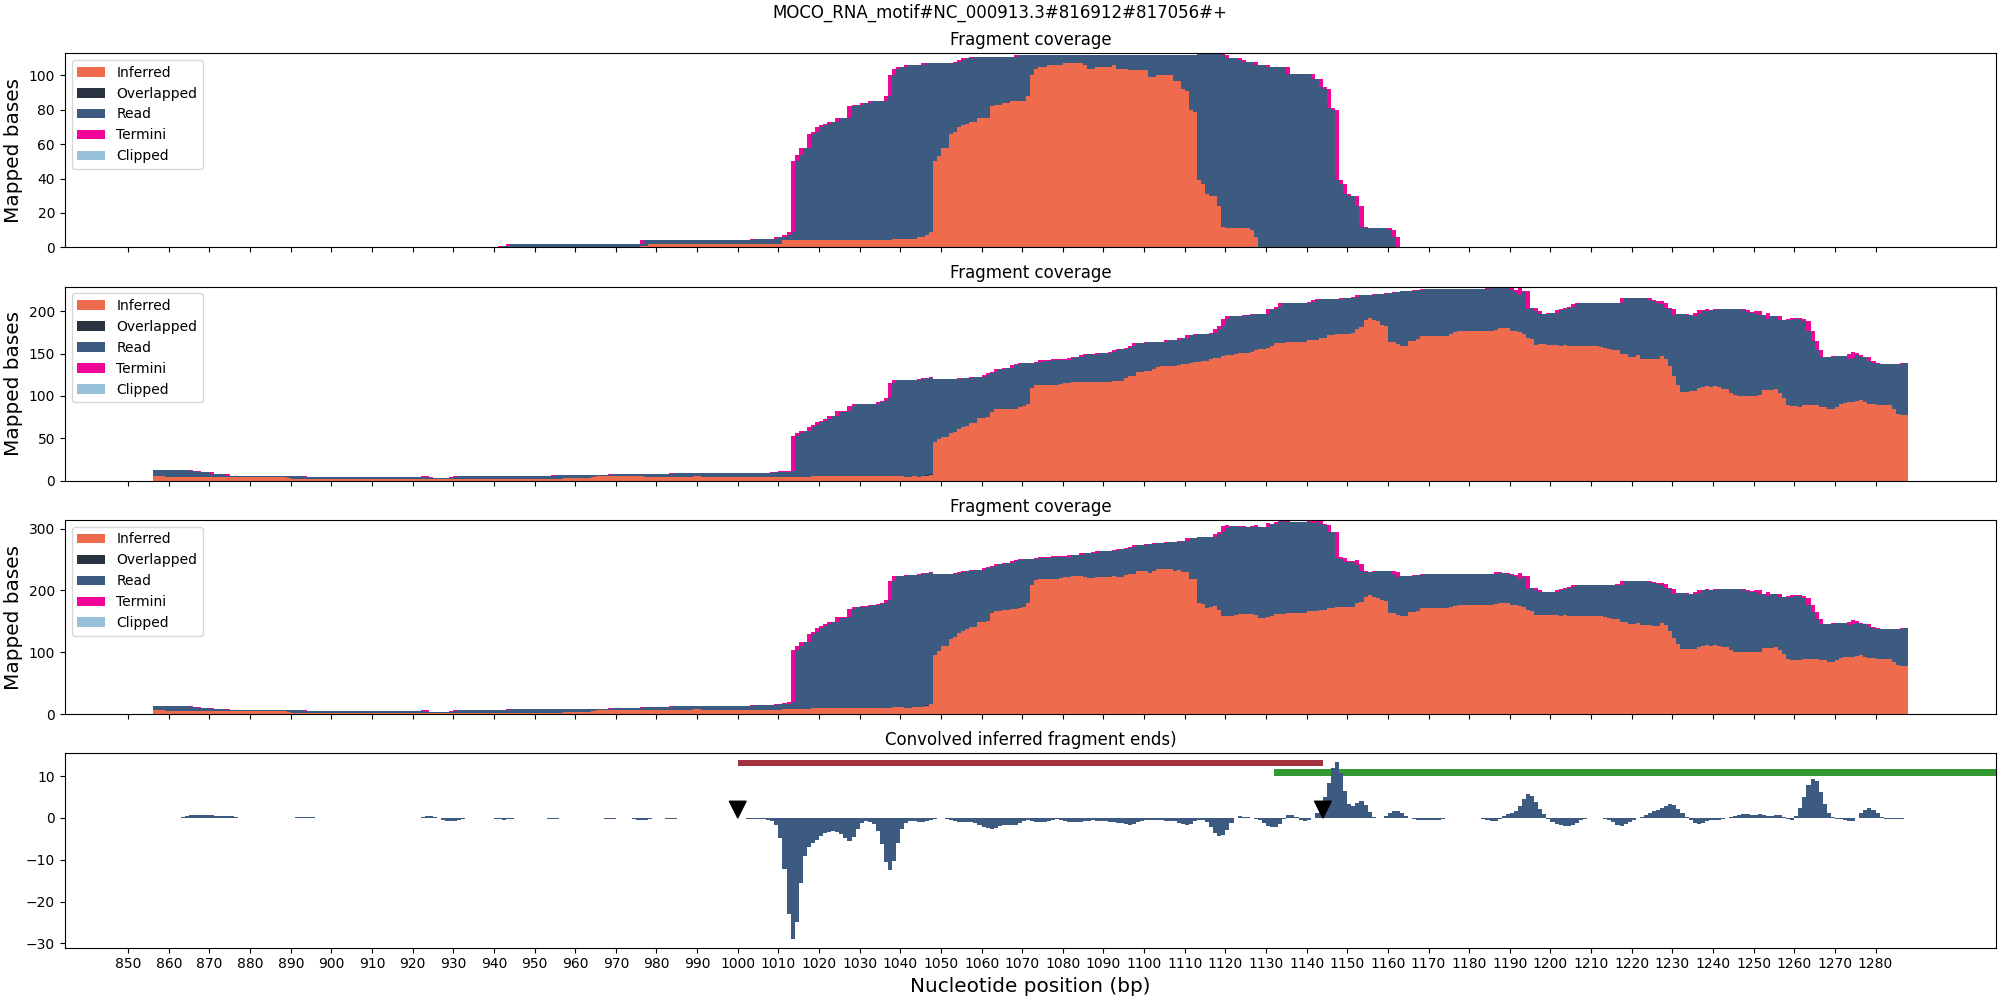 MOCO_RNA_motif#NC_000913.3#816912#817056#+
Fragment coverage
Mapped bases
100
80
60
40
20
0
Inferred
Overlapped
Read
Termini
Clipped
Fragment coverage
Mapped bases
200
150
100
50
0
Inferred
Overlapped
Read
Termini
Clipped
Fragment coverage
Mapped bases
300
200
100
0
Inferred
Overlapped
Read
Termini
Clipped
Convolved inferred fragment ends)
10
0
−10
−20
−30
850 860 870 880 890 900 910 920 930 940 950 960 970 980 990 1000 1010 1020 1030 1040 1050 1060 1070 1080 1090 1100 1110 1120 1130 1140 1150 1160 1170 1180 1190 1200 1210 1220 1230 1240 1250 1260 1270 1280
Nucleotide position (bp)